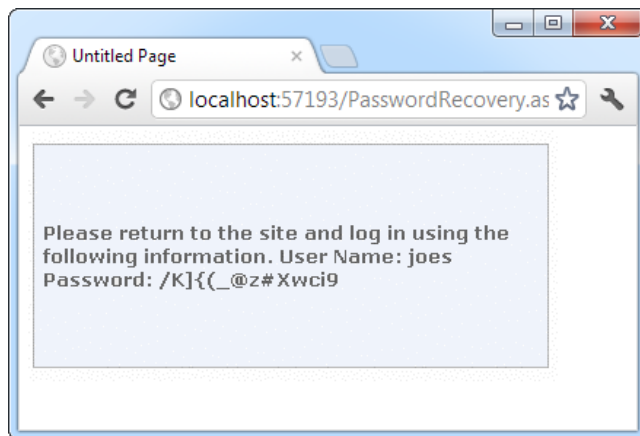 Untitled Page
localhost:57193/PasswordRecovery.as
Please return to the site and log in using the
following information. User Name: joes
Password: /K]{(_@z#Xwci9